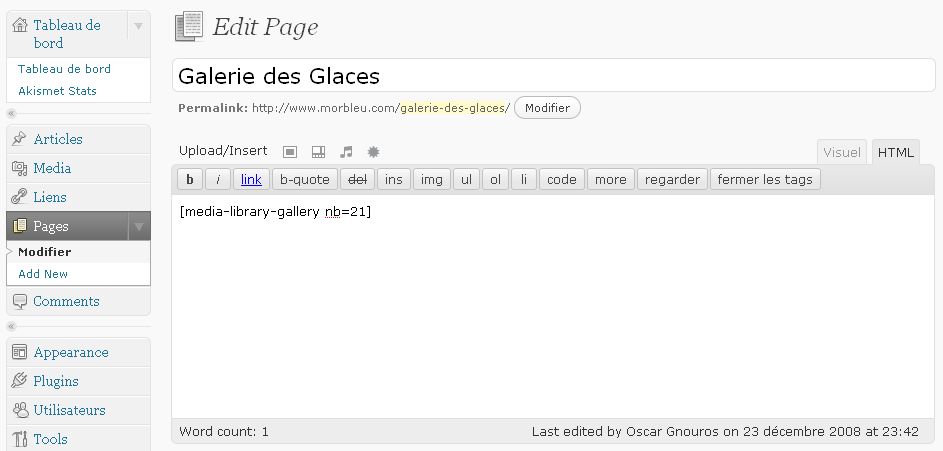 Tableau de
bord
Tableau de bord
Akismet Stats
Articles
Media
Liens
Pages
Modifier
Add New
Comments
Appearance
Plugins
Utilisateurs
Tools
Edit Page
Galerie des Glaces
Permalink: http://www.morbleu.com/galerie-des-glaces/ Modifier
Upload/Insert Visuel HTML
b i link b-quote del ins img ul ol li code more regarder fermer les tags
[media-library-gallery nb=21]
Word count: 1 Last edited by Oscar Gnouros on 23 décembre 2008 at 23:42